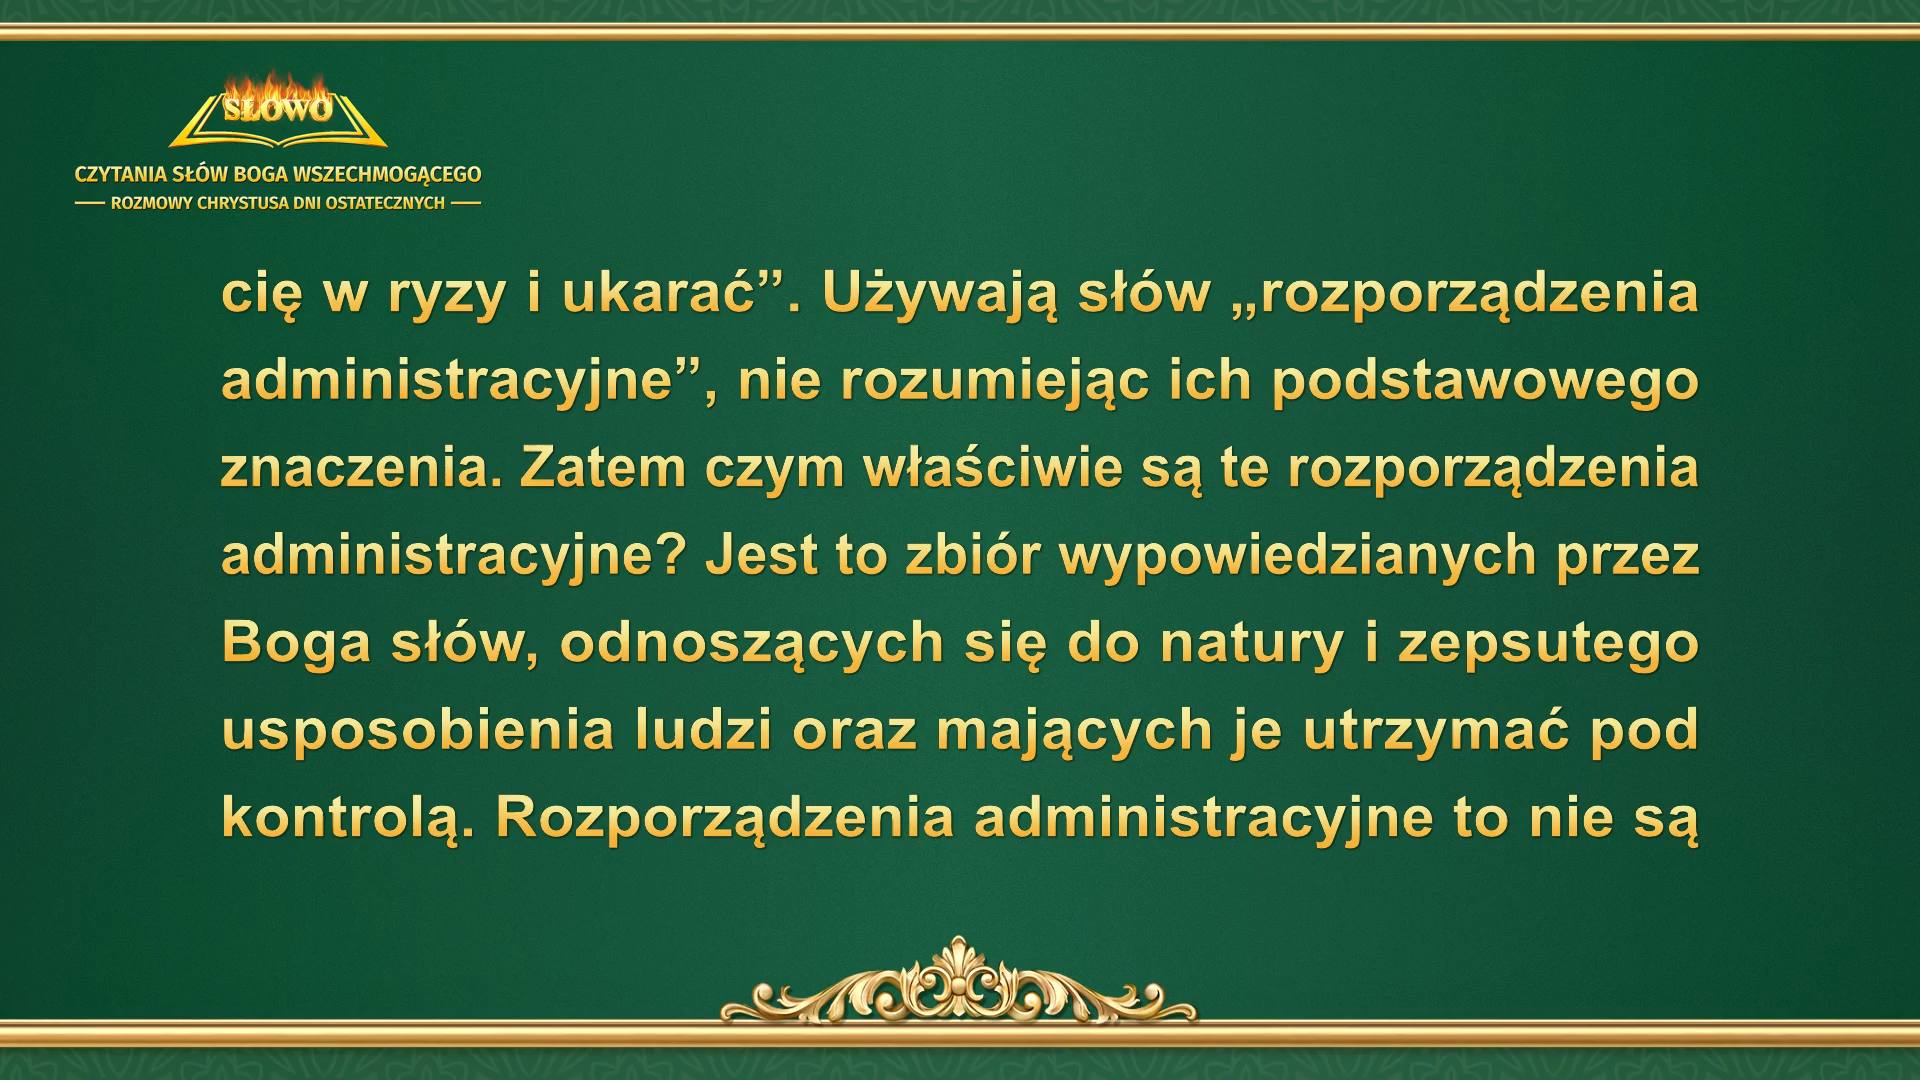 SŁOWO
CZYTANIA SŁÓW BOGA WSZECHMOGĄCEGO
ROZMOWY CHRYSTUSA DNI OSTATECZNYCH
cię w ryzy i ukarać”. Używają słów „rozporządzenia
administracyjne”, nie rozumiejąc ich podstawowego
znaczenia. Zatem czym właściwie są te rozporządzenia
administracyjne? Jest to zbiór wypowiedzianych przez
Boga słów, odnoszących się do natury i zepsutego
usposobienia ludzi oraz mających je utrzymać pod
kontrolą. Rozporządzenia administracyjne to nie są